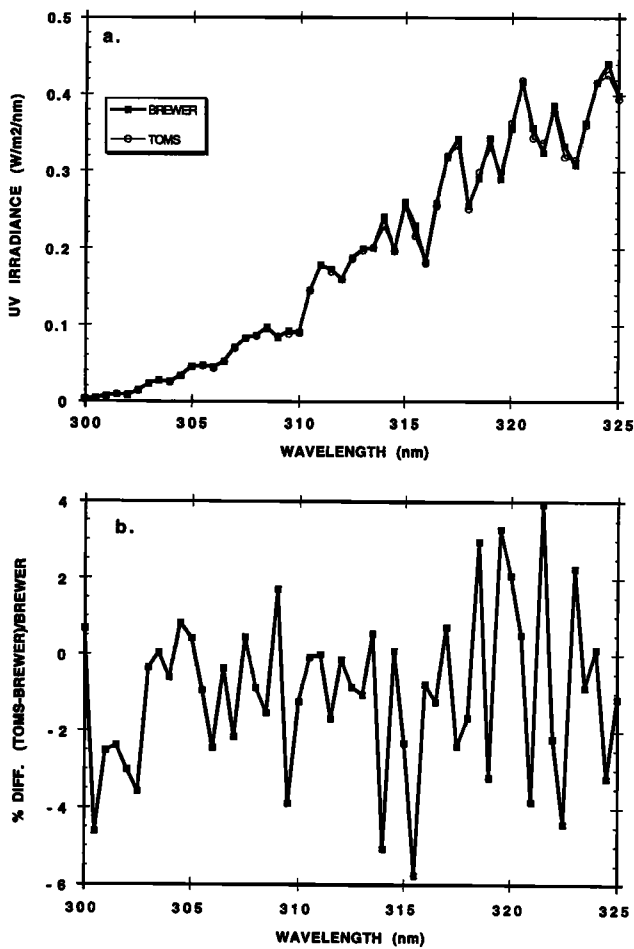 a.
BREWER
TOMS
UV IRRADIANCE (W/m2/nm)
0.5
0.4
0.3
0.2
0.1
0
300 305 310 315 320 325
WAVELENGTH (nm)
b.
% DIFF. (TOMS-BREWER)/BREWER
4
2
0
-2
-4
-6
300 305 310 315 320 325
WAVELENGTH (nm)